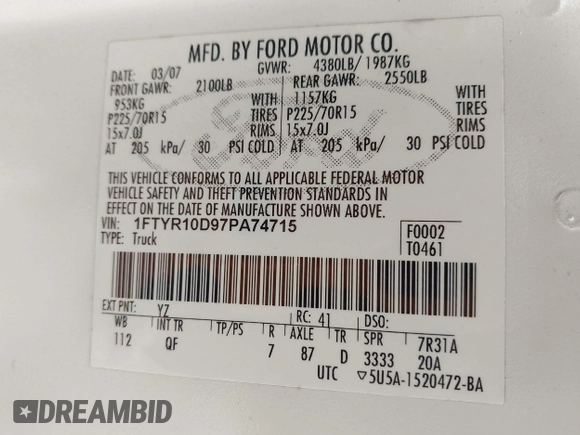 MFD. BY FORD MOTOR CO.
DATE: 03/07 GVWR: 4380LB/ 1987KG
FRONT GAWR: 2100LB REAR GAWR: 2550LB
953KG WITH 1157KG WITH
P225/70R15 TIRES P225/70R15 TIRES
15x7.0J RIMS 15x7.0J RIMS
AT 205 kPa/ 30 PSI COLD AT 205 kPa/ 30 PSI COLD
THIS VEHICLE CONFORMS TO ALL APPLICABLE FEDERAL MOTOR
VEHICLE SAFETY AND THEFT PREVENTION STANDARDS IN
EFFECT ON THE DATE OF MANUFACTURE SHOWN ABOVE.
VIN: 1FTYR10D97PA74715 F0002
TYPE: Truck T0461
EXT PNT: YZ RC: 41 DSO:
WB INT TR TP/PS R AXLE TR SPR 7R31A
112 QF 7 87 D 3333 20A
UTC ▽5U5A-1520472-BA
Ford
DREAMBID